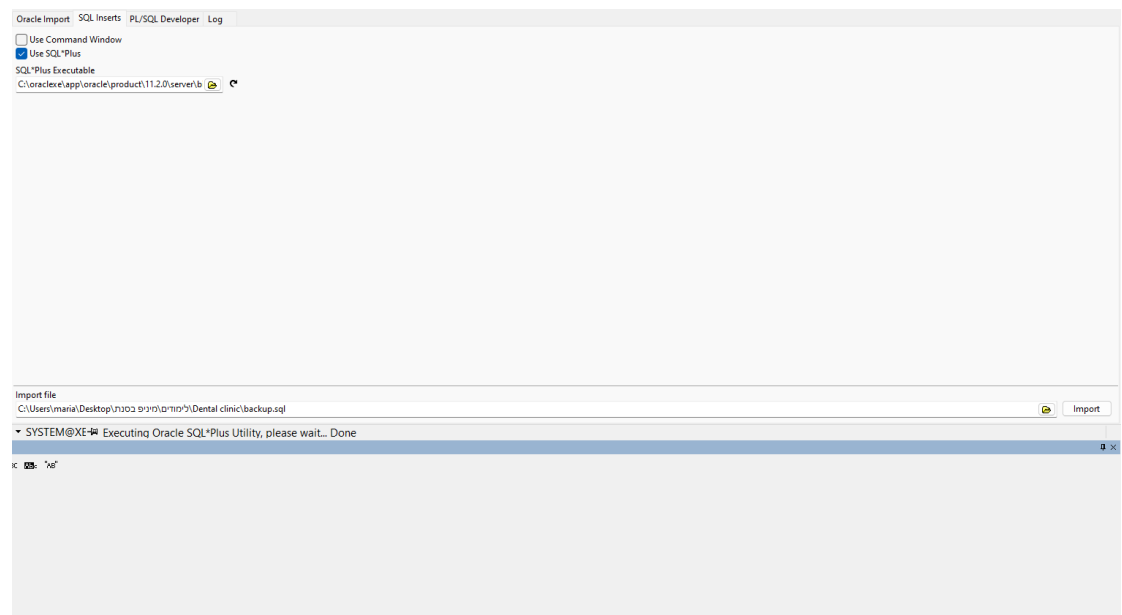 Oracle Import SQL Inserts PL/SQL Developer Log
Use Command Window
Use SQL*Plus
SQL*Plus Executable
C:\oraclexe\app\oracle\product\11.2.0\server\b
Import file
C:\Users\maria\Desktop\לימודים\מיניפ בסנת\Dental clinic\backup.sql
Import
SYSTEM@XE Executing Oracle SQL*Plus Utility, please wait... Done
"AB"